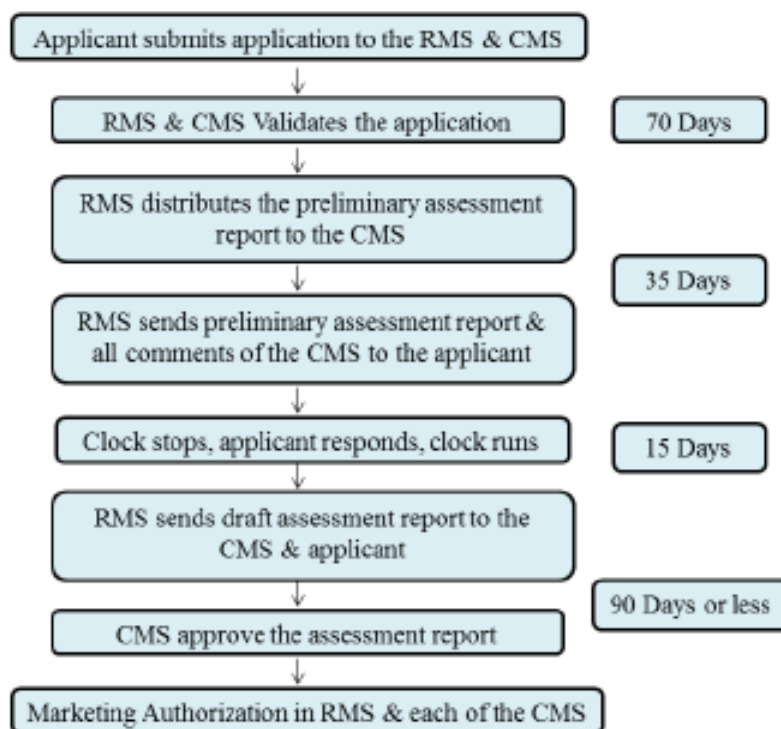 Applicant submits application to the RMS & CMS
RMS & CMS Validates the application
70 Days
RMS distributes the preliminary assessment
report to the CMS
35 Days
RMS sends preliminary assessment report &
all comments of the CMS to the applicant
Clock stops, applicant responds, clock runs
15 Days
RMS sends draft assessment report to the
CMS & applicant
90 Days or less
CMS approve the assessment report
Marketing Authorization in RMS & each of the CMS